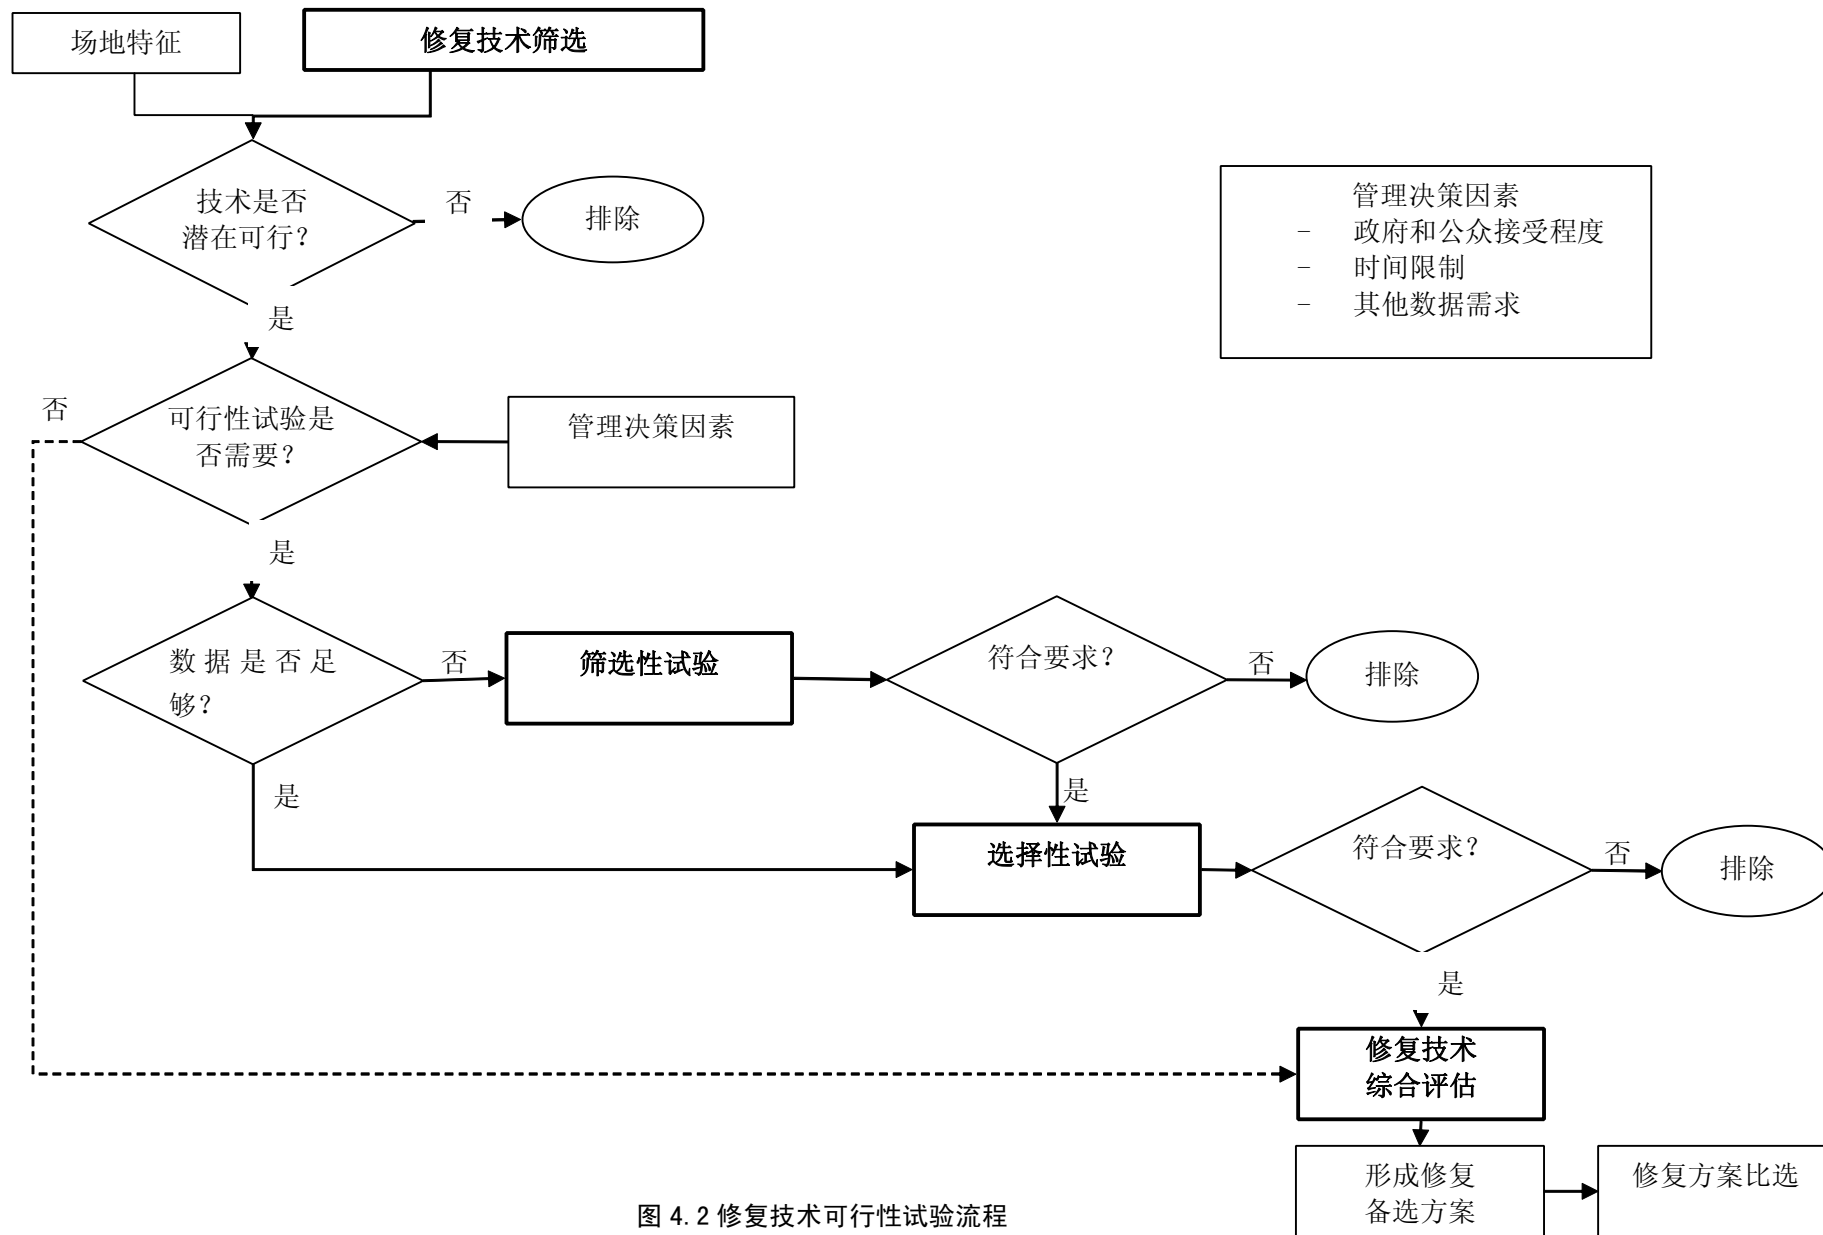 场地特征
修复技术筛选
技术是否
潜在可行？
否
排除
管理决策因素
－ 政府和公众接受程度
－ 时间限制
－ 其他数据需求
是
否
可行性试验是
否需要？
管理决策因素
是
数据是否足
够？
否
筛选性试验
符合要求？
否
排除
是
是
选择性试验
符合要求？
否
排除
是
修复技术
综合评估
形成修复
备选方案
修复方案比选
图 4.2 修复技术可行性试验流程